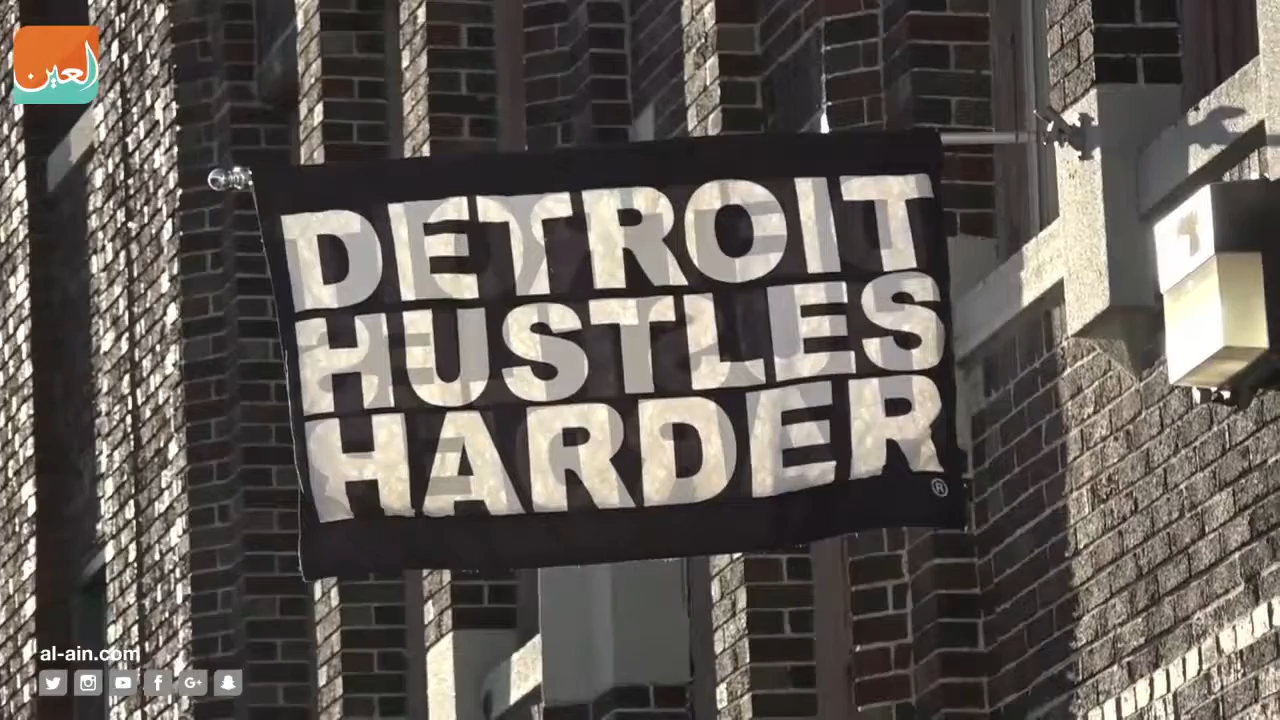 العين
DETROIT
HUSTLES
HARDER
®
al-ain.com